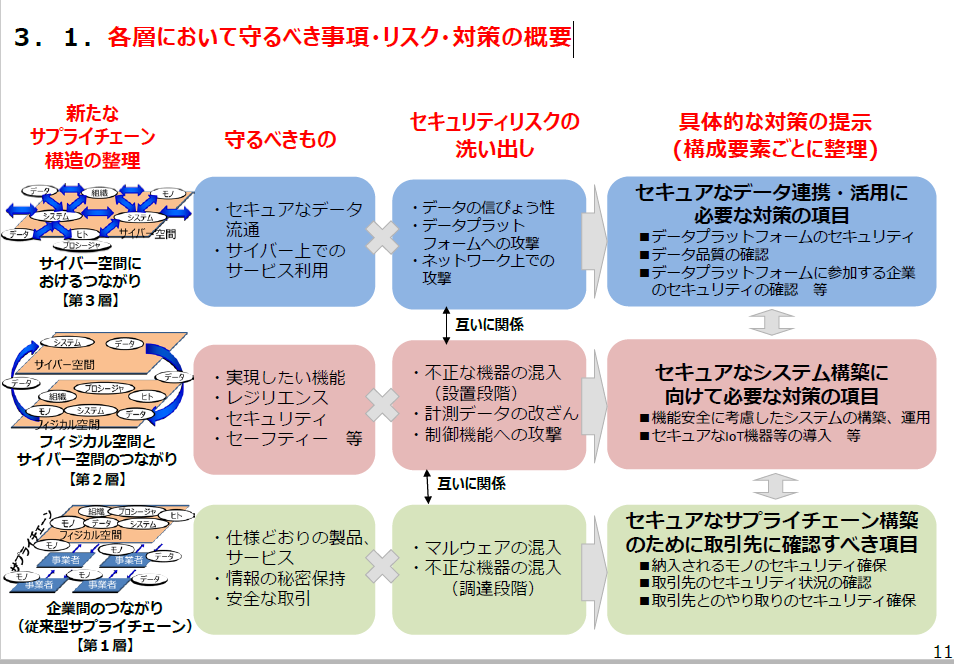 ３．１．各層において守るべき事項・リスク・対策の概要
新たな
サプライチェーン
構造の整理
守るべきもの
セキュリティリスクの
洗い出し
具体的な対策の提示
(構成要素ごとに整理)
データ
組織
モノ
システム
システム
データ
ヒト
サイバー空間
プロシージャ
サイバー空間に
おけるつながり
【第３層】
・セキュアなデータ
流通
・サイバー上での
サービス利用
・データの信ぴょう性
・データプラット
フォームへの攻撃
・ネットワーク上での
攻撃
セキュアなデータ連携・活用に
必要な対策の項目
■データプラットフォームのセキュリティ
■データ品質の確認
■データプラットフォームに参加する企業
のセキュリティの確認　等
互いに関係
システム
データ
サイバー空間
データ
データ
プロシージャ
組織
ヒト
モノ
システム
データ
フィジカル空間
フィジカル空間と
サイバー空間のつながり
【第２層】
・実現したい機能
・レジリエンス
・セキュリティ
・セーフティー　等
・不正な機器の混入
（設置段階）
・計測データの改ざん
・制御機能への攻撃
セキュアなシステム構築に
向けて必要な対策の項目
■機能安全に考慮したシステムの構築、運用
■セキュアなIoT機器等の導入　等
互いに関係
組織
プロシージャ
ヒト
モノ
データ
システム
フィジカル空間
サプライチェーン
モノ
モノ
データ
事業者
事業者
モノ
モノ
データ
事業者
事業者
企業間のつながり
（従来型サプライチェーン）
【第１層】
・仕様どおりの製品、
サービス
・情報の秘密保持
・安全な取引
・マルウェアの混入
・不正な機器の混入
（調達段階）
セキュアなサプライチェーン構築
のために取引先に確認すべき項目
■納入されるモノのセキュリティ確保
■取引先のセキュリティ状況の確認
■取引先とのやり取りのセキュリティ確保
11